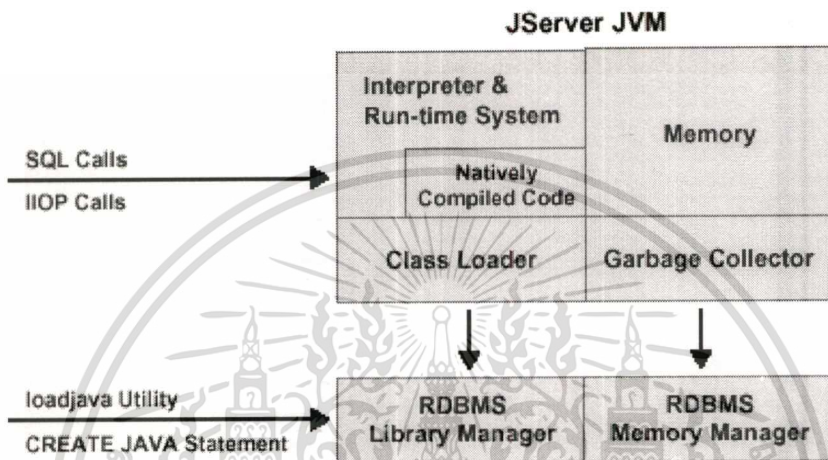 JServer JVM
Interpreter &
Run-time System
Memory
SQL Calls
IIOP Calls
Natively
Compiled Code
Class Loader
Garbage Collector
loadjava Utility
CREATE JAVA Statement
RDBMS
Library Manager
RDBMS
Memory Manager